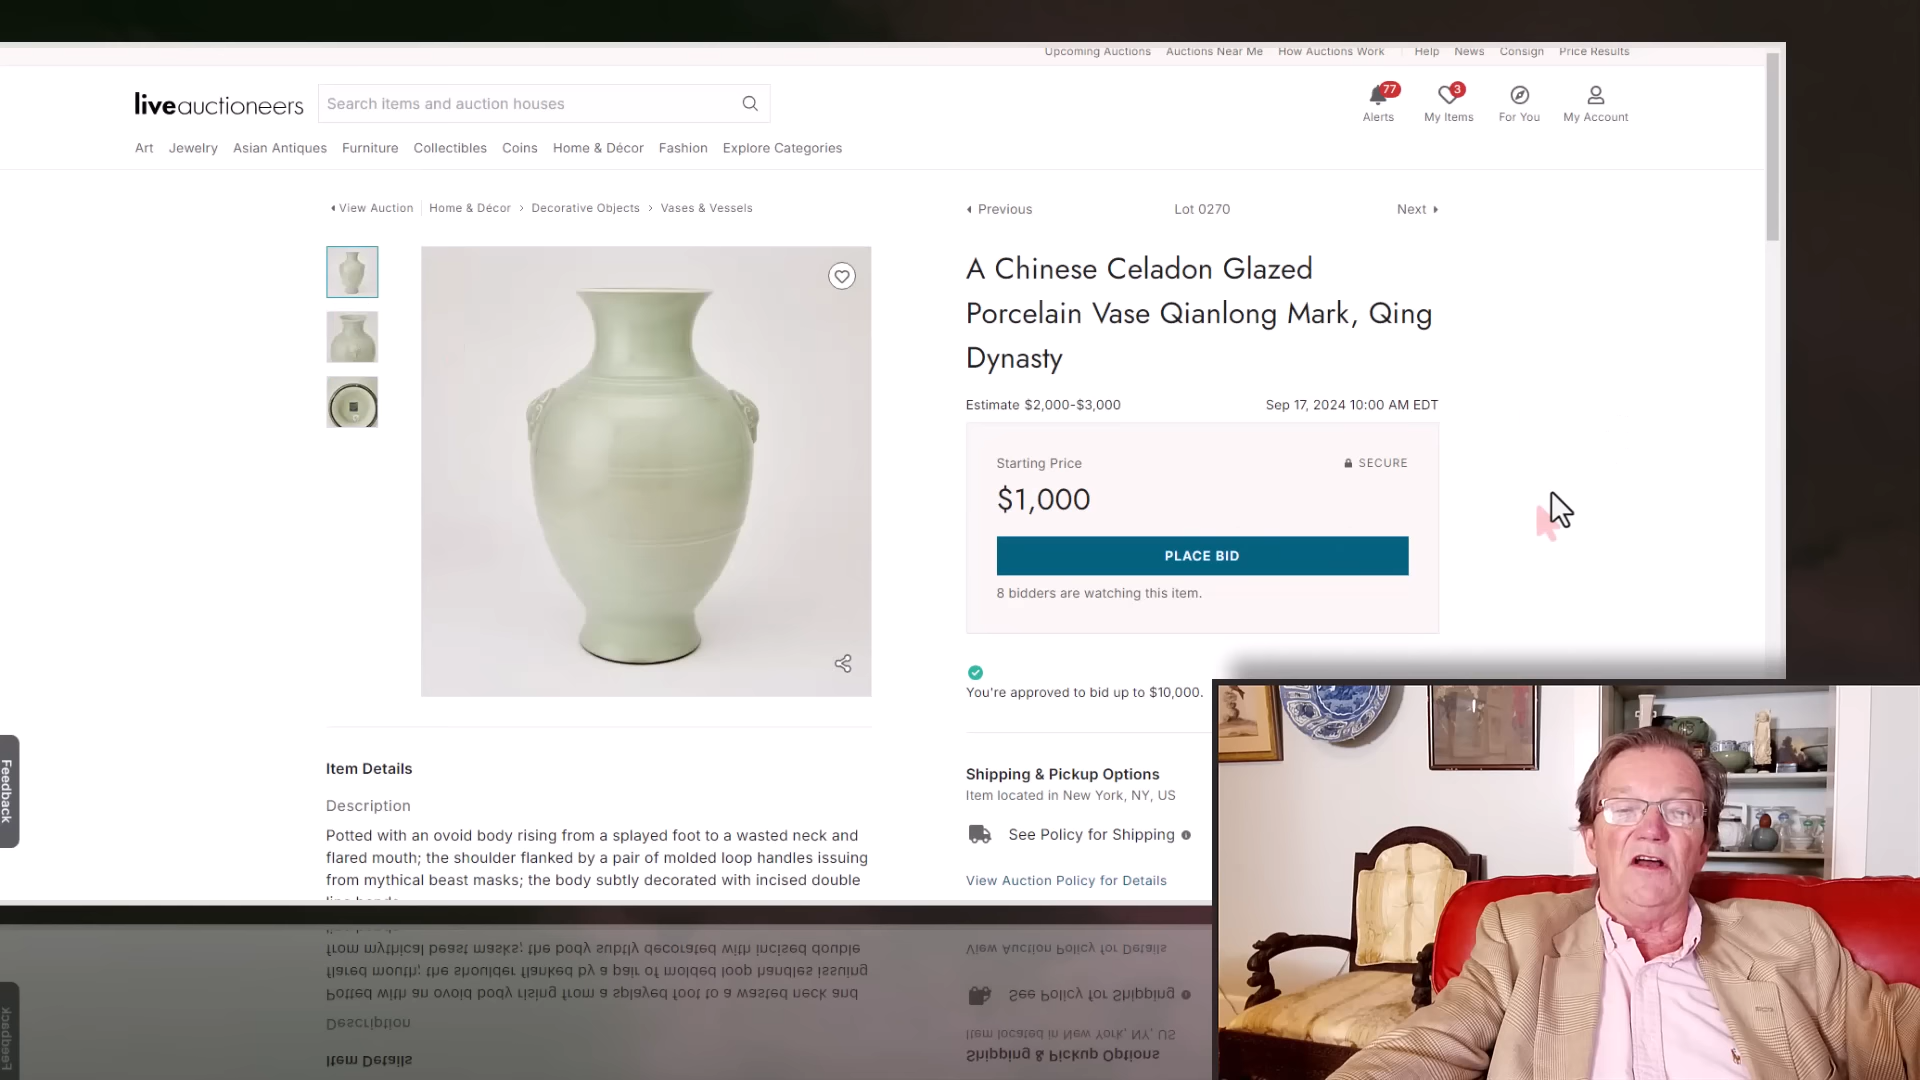 Upcoming Auctions Auctions Near Me How Auctions Work Help News Consign Price Results
liveauctioneers
Search items and auction houses
77
3
Alerts My Items For You My Account
Art Jewelry Asian Antiques Furniture Collectibles Coins Home & Décor Fashion Explore Categories
View Auction Home & Décor > Decorative Objects > Vases & Vessels
Previous Lot 0270 Next
A Chinese Celadon Glazed
Porcelain Vase Qianlong Mark, Qing
Dynasty
Estimate $2,000-$3,000 Sep 17, 2024 10:00 AM EDT
Starting Price SECURE
$1,000
PLACE BID
8 bidders are watching this item.
You're approved to bid up to $10,000.
Item Details
Description
Potted with an ovoid body rising from a splayed foot to a wasted neck and
flared mouth; the shoulder flanked by a pair of molded loop handles issuing
from mythical beast masks; the body subtly decorated with incised double
Shipping & Pickup Options
Item located in New York, NY, US
See Policy for Shipping
View Auction Policy for Details
Feedback